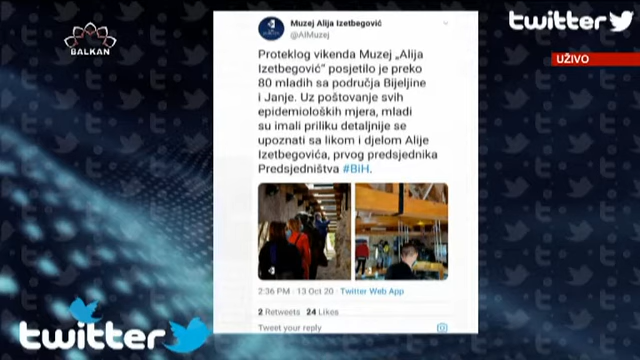 BALKAN
twitter
UŽIVO
Muzej Alija Izetbegović
@AIMuzej
Proteklog vikenda Muzej „Alija
Izetbegović“ posjetilo je preko
80 mladih sa područja Bijeljine
i Janje. Uz poštovanje svih
epidemioloških mjera, mladi
su imali priliku detaljnije se
upoznati sa likom i djelom Alije
Izetbegovića, prvog predsjednika
Predsjedništva #BiH.
2:36 PM · 13 Oct 20 · Twitter Web App
2 Retweets 24 Likes
Tweet your reply
twitter